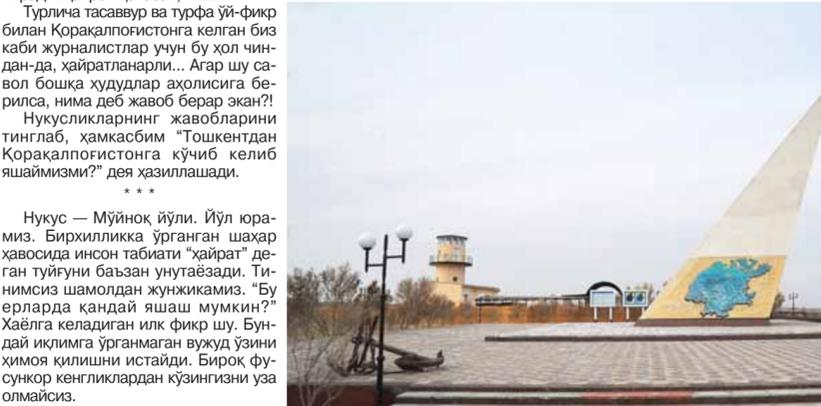 Турлича тасаввур ва турфа ўй-фикр
билан Қорақалпоғистонга келган биз
каби журналистлар учун бу ҳол чин-
дан-да, ҳайратланарли... Агар шу са-
вол бошқа ҳудудлар аҳолисига бе-
рилса, нима деб жавоб берар экан?!
Нукусликларнинг жавобларини
тинглаб, ҳамкасбим “Тошкентдан
Қорақалпоғистонга кўчиб келиб
яшаймизми?” дея ҳазиллашади.
* * *
Нукус — Мўйноқ йўли. Йўл юра-
миз. Бирхилликка ўрганган шаҳар
ҳавосида инсон табиати “ҳайрат” де-
ган туйғуни баъзан унутаёзади. Ти-
нимсиз шамолдан жунжикамиз. “Бу
ерларда қандай яшаш мумкин?”
Хаёлга келадиган илк фикр шу. Бун-
дай иқлимга ўрганмаган вужуд ўзини
ҳимоя қилишни истайди. Бироқ фу-
сункор кенгликлардан кўзингизни уза
олмайсиз.